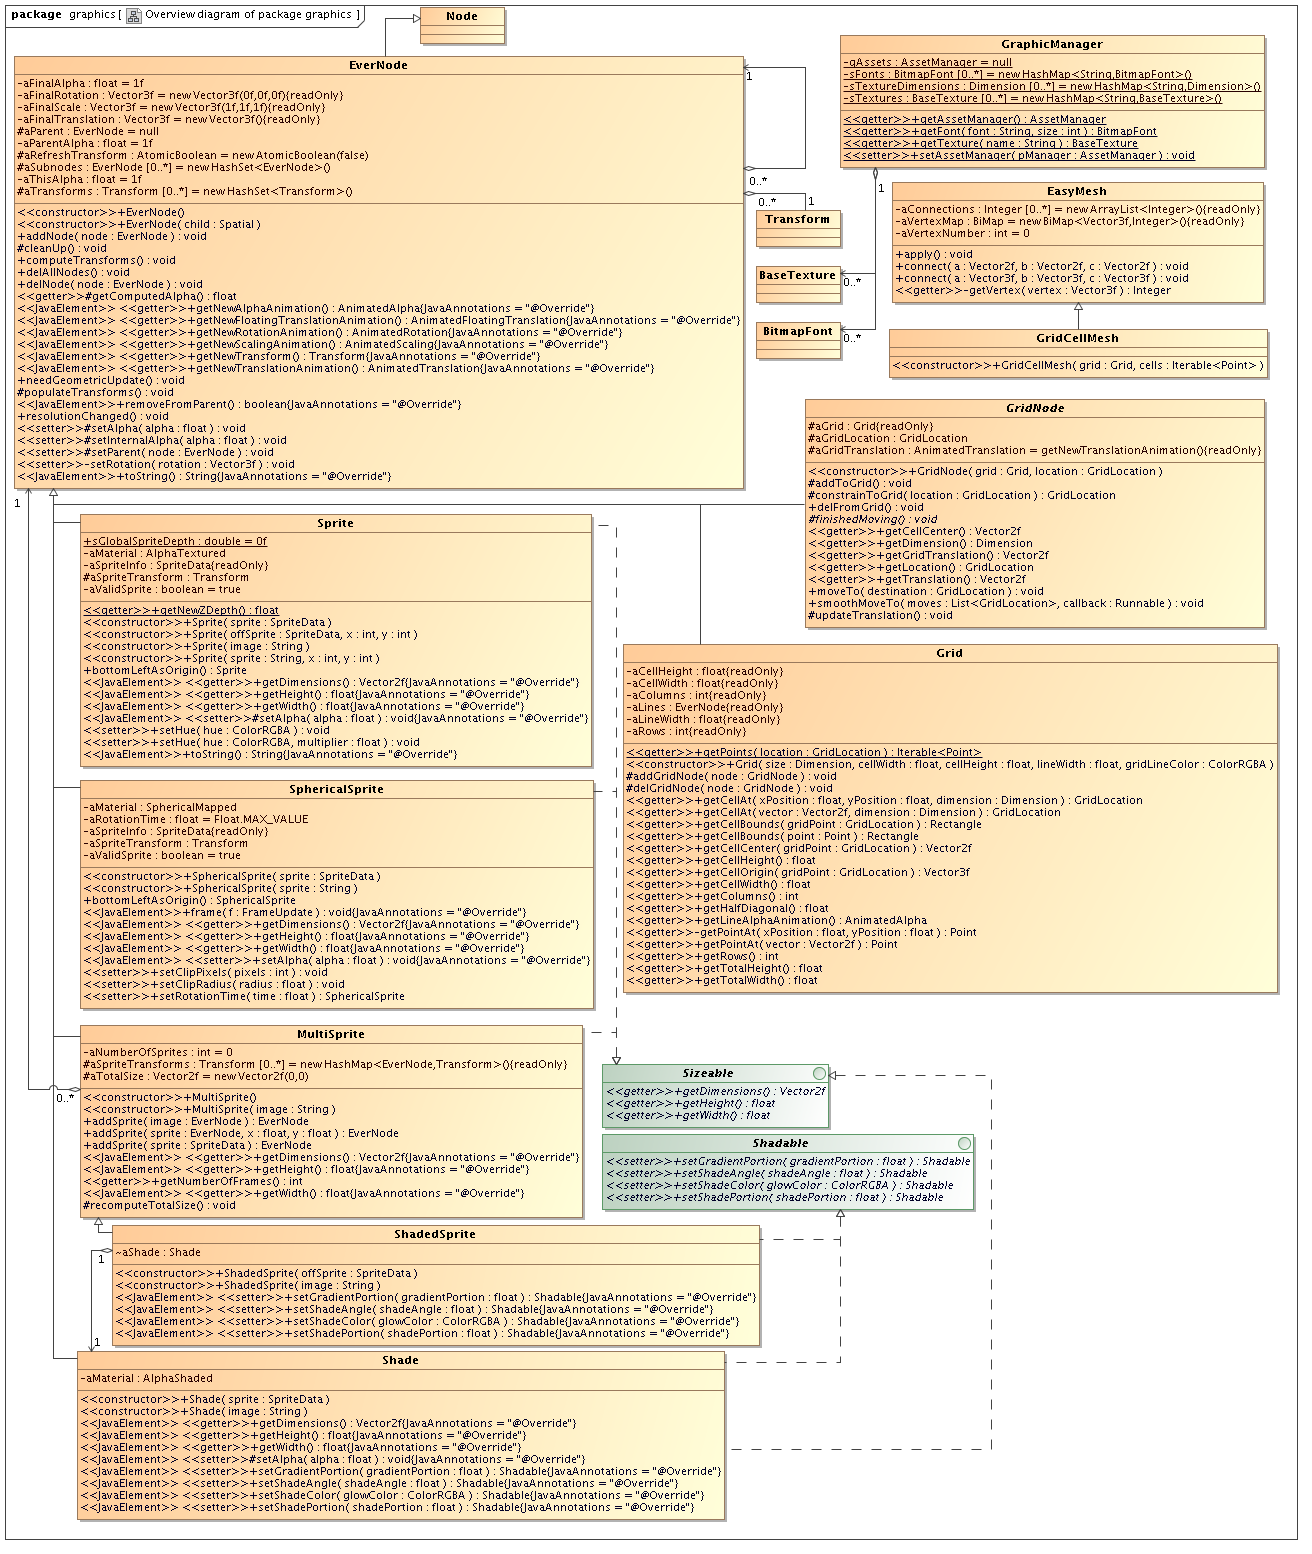 package graphics [ Overview diagram of package graphics ]
Node
EverNode
-aFinalAlpha : float = 1f
-aFinalRotation : Vector3f = new Vector3f(0f,0f,0f){readOnly}
-aFinalScale : Vector3f = new Vector3f(1f,1f,1f){readOnly}
-aFinalTranslation : Vector3f = new Vector3f(){readOnly}
#aParent : EverNode = null
-aParentAlpha : float = 1f
#aRefreshTransform : AtomicBoolean = new AtomicBoolean(false)
#aSubnodes : EverNode [0..*] = new HashSet<EverNode>()
-aThisAlpha : float = 1f
#aTransforms : Transform [0..*] = new HashSet<Transform>()
<<constructor>>+EverNode()
<<constructor>>+EverNode( child : Spatial )
+addNode( node : EverNode ) : void
#cleanUp() : void
+computeTransforms() : void
+delAllNodes() : void
+delNode( node : EverNode ) : void
<<getter>>#getComputedAlpha() : float
<<JavaElement>> <<getter>>+getNewAlphaAnimation() : AnimatedAlpha{JavaAnnotations = "@Override"}
<<JavaElement>> <<getter>>+getNewFloatingTranslationAnimation() : AnimatedFloatingTranslation{JavaAnnotations = "@Override"}
<<JavaElement>> <<getter>>+getNewRotationAnimation() : AnimatedRotation{JavaAnnotations = "@Override"}
<<JavaElement>> <<getter>>+getNewScalingAnimation() : AnimatedScaling{JavaAnnotations = "@Override"}
<<JavaElement>> <<getter>>+getNewTransform() : Transform{JavaAnnotations = "@Override"}
<<JavaElement>> <<getter>>+getNewTranslationAnimation() : AnimatedTranslation{JavaAnnotations = "@Override"}
+needGeometricUpdate() : void
#populateTransforms() : void
<<JavaElement>>+removeFromParent() : boolean{JavaAnnotations = "@Override"}
+resolutionChanged() : void
<<setter>>#setAlpha( alpha : float ) : void
<<setter>>#setInternalAlpha( alpha : float ) : void
<<setter>>#setParent( node : EverNode ) : void
<<setter>>-setRotation( rotation : Vector3f ) : void
<<JavaElement>>+toString() : String{JavaAnnotations = "@Override"}
1
0..*
0..*
1
Transform
BaseTexture
0..*
BitmapFont
0..*
GraphicManager
-gAssets : AssetManager = null
-sFonts : BitmapFont [0..*] = new HashMap<String,BitmapFont>()
-sTextureDimensions : Dimension [0..*] = new HashMap<String,Dimension>()
-sTextures : BaseTexture [0..*] = new HashMap<String,BaseTexture>()
<<getter>>+getAssetManager() : AssetManager
<<getter>>+getFont( font : String, size : int ) : BitmapFont
<<getter>>+getTexture( name : String ) : BaseTexture
<<setter>>+setAssetManager( pManager : AssetManager ) : void
1
EasyMesh
-aConnections : Integer [0..*] = new ArrayList<Integer>(){readOnly}
-aVertexMap : BiMap = new BiMap<Vector3f,Integer>(){readOnly}
-aVertexNumber : int = 0
+apply() : void
+connect( a : Vector2f, b : Vector2f, c : Vector2f ) : void
+connect( a : Vector3f, b : Vector3f, c : Vector3f ) : void
<<getter>>-getVertex( vertex : Vector3f ) : Integer
GridCellMesh
<<constructor>>+GridCellMesh( grid : Grid, cells : Iterable<Point> )
GridNode
#aGrid : Grid{readOnly}
#aGridLocation : GridLocation
#aGridTranslation : AnimatedTranslation = getNewTranslationAnimation(){readOnly}
<<constructor>>+GridNode( grid : Grid, location : GridLocation )
#addToGrid() : void
#constrainToGrid( location : GridLocation ) : GridLocation
+delFromGrid() : void
#finishedMoving() : void
<<getter>>+getCellCenter() : Vector2f
<<getter>>+getDimension() : Dimension
<<getter>>+getGridTranslation() : Vector2f
<<getter>>+getLocation() : GridLocation
<<getter>>+getTranslation() : Vector2f
+moveTo( destination : GridLocation ) : void
+smoothMoveTo( moves : List<GridLocation>, callback : Runnable ) : void
#updateTranslation() : void
1
Sprite
+sGlobalSpriteDepth : double = 0f
-aMaterial : AlphaTextured
-aSpriteInfo : SpriteData{readOnly}
#aSpriteTransform : Transform
-aValidSprite : boolean = true
<<getter>>+getNewZDepth() : float
<<constructor>>+Sprite( sprite : SpriteData )
<<constructor>>+Sprite( offSprite : SpriteData, x : int, y : int )
<<constructor>>+Sprite( image : String )
<<constructor>>+Sprite( sprite : String, x : int, y : int )
+bottomLeftAsOrigin() : Sprite
<<JavaElement>> <<getter>>+getDimensions() : Vector2f{JavaAnnotations = "@Override"}
<<JavaElement>> <<getter>>+getHeight() : float{JavaAnnotations = "@Override"}
<<JavaElement>> <<getter>>+getWidth() : float{JavaAnnotations = "@Override"}
<<JavaElement>> <<setter>>#setAlpha( alpha : float ) : void{JavaAnnotations = "@Override"}
<<setter>>+setHue( hue : ColorRGBA ) : void
<<setter>>+setHue( hue : ColorRGBA, multiplier : float ) : void
<<JavaElement>>+toString() : String{JavaAnnotations = "@Override"}
Grid
-aCellHeight : float{readOnly}
-aCellWidth : float{readOnly}
-aColumns : int{readOnly}
-aLines : EverNode{readOnly}
-aLineWidth : float{readOnly}
-aRows : int{readOnly}
<<getter>>+getPoints( location : GridLocation ) : Iterable<Point>
<<constructor>>+Grid( size : Dimension, cellWidth : float, cellHeight : float, lineWidth : float, gridLineColor : ColorRGBA )
#addGridNode( node : GridNode ) : void
#delGridNode( node : GridNode ) : void
<<getter>>+getCellAt( xPosition : float, yPosition : float, dimension : Dimension ) : GridLocation
<<getter>>+getCellAt( vector : Vector2f, dimension : Dimension ) : GridLocation
<<getter>>+getCellBounds( gridPoint : GridLocation ) : Rectangle
<<getter>>+getCellBounds( point : Point ) : Rectangle
<<getter>>+getCellCenter( gridPoint : GridLocation ) : Vector2f
<<getter>>+getCellHeight() : float
<<getter>>+getCellOrigin( gridPoint : GridLocation ) : Vector3f
<<getter>>+getCellWidth() : float
<<getter>>+getColumns() : int
<<getter>>+getHalfDiagonal() : float
<<getter>>+getLineAlphaAnimation() : AnimatedAlpha
<<getter>>-getPointAt( xPosition : float, yPosition : float ) : Point
<<getter>>+getPointAt( vector : Vector2f ) : Point
<<getter>>+getRows() : int
<<getter>>+getTotalHeight() : float
<<getter>>+getTotalWidth() : float
SphericalSprite
-aMaterial : SphericalMapped
-aRotationTime : float = Float.MAX_VALUE
-aSpriteInfo : SpriteData{readOnly}
-aSpriteTransform : Transform
-aValidSprite : boolean = true
<<constructor>>+SphericalSprite( sprite : SpriteData )
<<constructor>>+SphericalSprite( sprite : String )
+bottomLeftAsOrigin() : SphericalSprite
<<JavaElement>>+frame( f : FrameUpdate ) : void{JavaAnnotations = "@Override"}
<<JavaElement>> <<getter>>+getDimensions() : Vector2f{JavaAnnotations = "@Override"}
<<JavaElement>> <<getter>>+getHeight() : float{JavaAnnotations = "@Override"}
<<JavaElement>> <<getter>>+getWidth() : float{JavaAnnotations = "@Override"}
<<JavaElement>> <<setter>>+setAlpha( alpha : float ) : void{JavaAnnotations = "@Override"}
<<setter>>+setClipPixels( pixels : int ) : void
<<setter>>+setClipRadius( radius : float ) : void
<<setter>>+setRotationTime( time : float ) : SphericalSprite
MultiSprite
-aNumberOfSprites : int = 0
#aSpriteTransforms : Transform [0..*] = new HashMap<EverNode,Transform>(){readOnly}
#aTotalSize : Vector2f = new Vector2f(0,0)
<<constructor>>+MultiSprite()
<<constructor>>+MultiSprite( image : String )
+addSprite( image : EverNode ) : EverNode
+addSprite( sprite : EverNode, x : float, y : float ) : EverNode
+addSprite( sprite : SpriteData ) : EverNode
<<JavaElement>> <<getter>>+getDimensions() : Vector2f{JavaAnnotations = "@Override"}
<<JavaElement>> <<getter>>+getHeight() : float{JavaAnnotations = "@Override"}
<<getter>>+getNumberOfFrames() : int
<<JavaElement>> <<getter>>+getWidth() : float{JavaAnnotations = "@Override"}
#recomputeTotalSize() : void
0..*
Sizeable
<<getter>>+getDimensions() : Vector2f
<<getter>>+getHeight() : float
<<getter>>+getWidth() : float
Shadable
<<setter>>+setGradientPortion( gradientPortion : float ) : Shadable
<<setter>>+setShadeAngle( shadeAngle : float ) : Shadable
<<setter>>+setShadeColor( glowColor : ColorRGBA ) : Shadable
<<setter>>+setShadePortion( shadePortion : float ) : Shadable
ShadedSprite
~aShade : Shade
<<constructor>>+ShadedSprite( offSprite : SpriteData )
<<constructor>>+ShadedSprite( image : String )
<<JavaElement>> <<setter>>+setGradientPortion( gradientPortion : float ) : Shadable{JavaAnnotations = "@Override"}
<<JavaElement>> <<setter>>+setShadeAngle( shadeAngle : float ) : Shadable{JavaAnnotations = "@Override"}
<<JavaElement>> <<setter>>+setShadeColor( glowColor : ColorRGBA ) : Shadable{JavaAnnotations = "@Override"}
<<JavaElement>> <<setter>>+setShadePortion( shadePortion : float ) : Shadable{JavaAnnotations = "@Override"}
1
1
Shade
-aMaterial : AlphaShaded
<<constructor>>+Shade( sprite : SpriteData )
<<constructor>>+Shade( image : String )
<<JavaElement>> <<getter>>+getDimensions() : Vector2f{JavaAnnotations = "@Override"}
<<JavaElement>> <<getter>>+getHeight() : float{JavaAnnotations = "@Override"}
<<JavaElement>> <<getter>>+getWidth() : float{JavaAnnotations = "@Override"}
<<JavaElement>> <<setter>>#setAlpha( alpha : float ) : void{JavaAnnotations = "@Override"}
<<JavaElement>> <<setter>>+setGradientPortion( gradientPortion : float ) : Shadable{JavaAnnotations = "@Override"}
<<JavaElement>> <<setter>>+setShadeAngle( shadeAngle : float ) : Shadable{JavaAnnotations = "@Override"}
<<JavaElement>> <<setter>>+setShadeColor( glowColor : ColorRGBA ) : Shadable{JavaAnnotations = "@Override"}
<<JavaElement>> <<setter>>+setShadePortion( shadePortion : float ) : Shadable{JavaAnnotations = "@Override"}